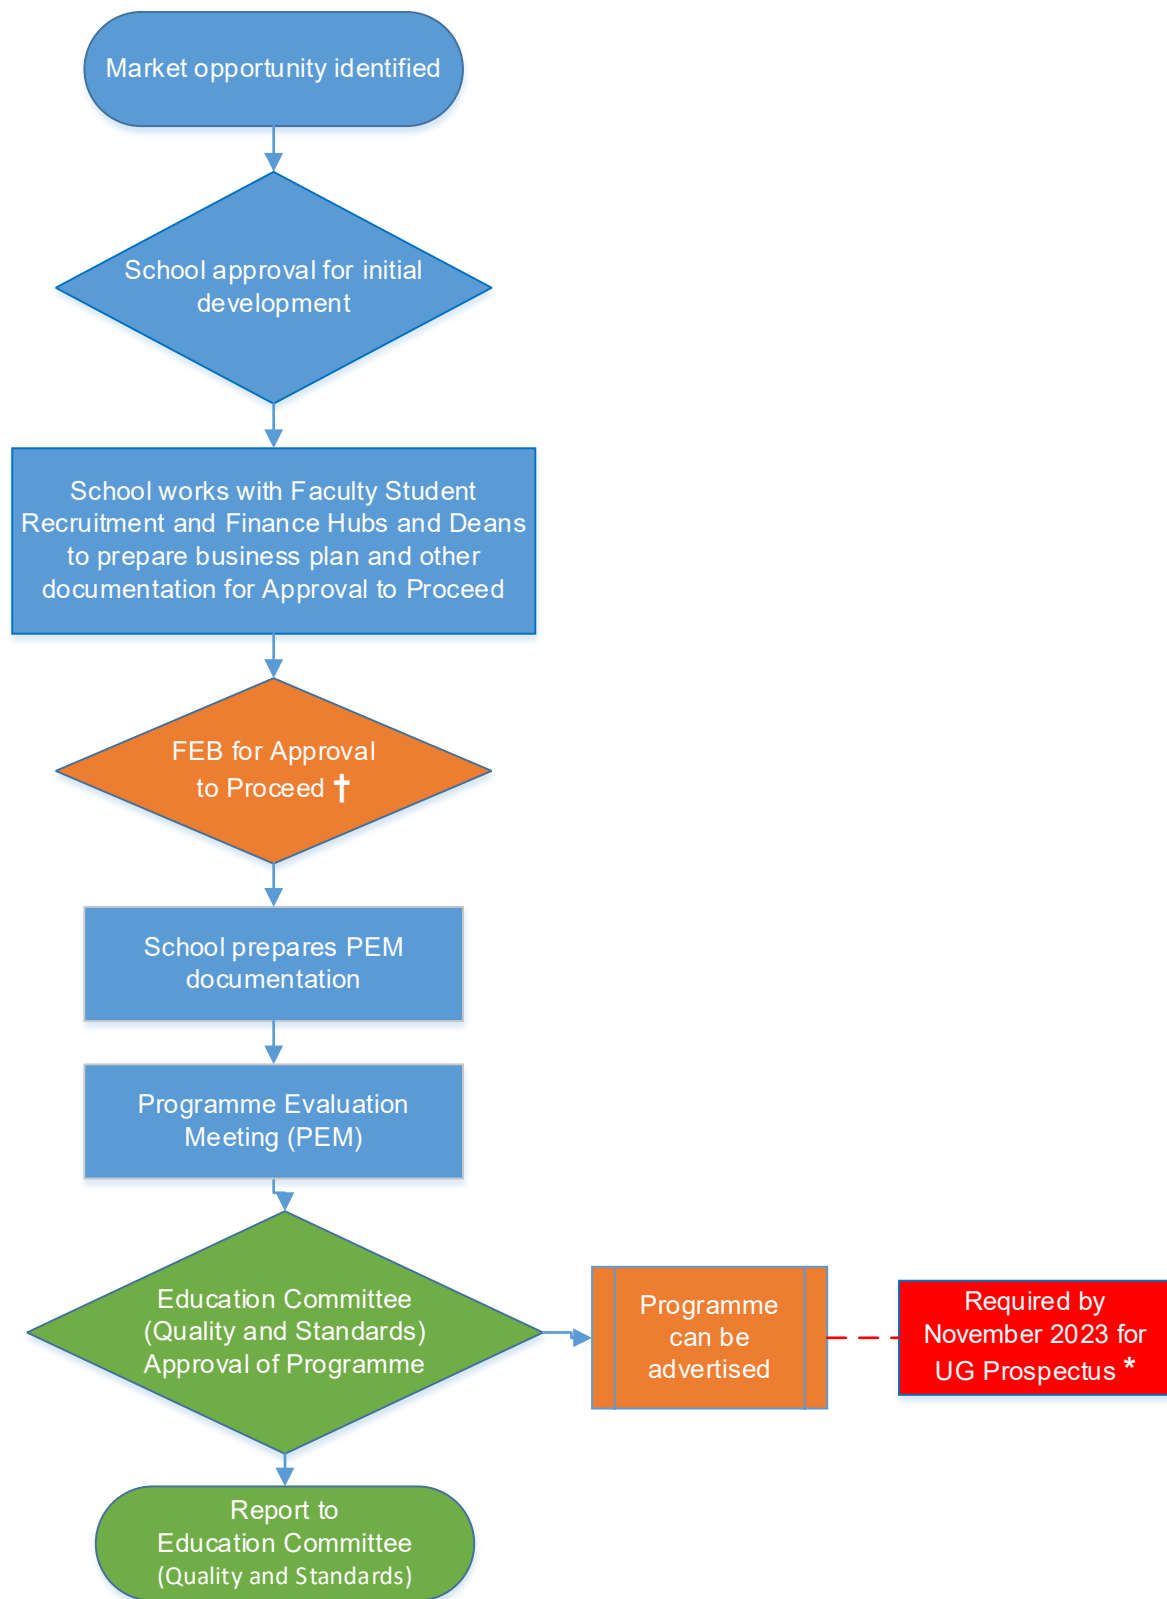 Market opportunity identified
School approval for initial
development
School works with Faculty Student
Recruitment and Finance Hubs and Deans
to prepare business plan and other
documentation for Approval to Proceed
FEB for Approval
to Proceed †
School prepares PEM
documentation
Programme Evaluation
Meeting (PEM)
Education Committee
(Quality and Standards)
Approval of Programme
Programme
can be
advertised
Required by
November 2023 for
UG Prospectus *
Report to
Education Committee
(Quality and Standards)